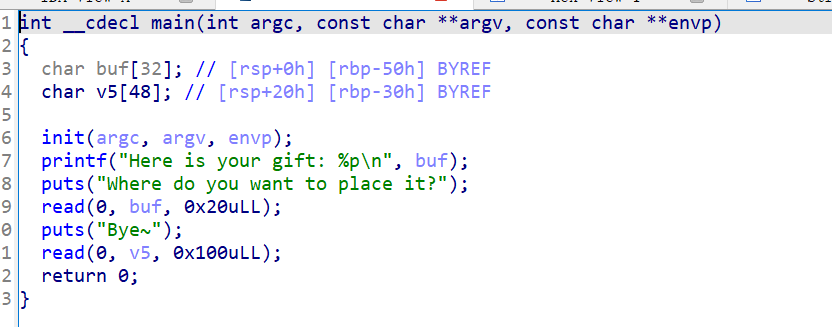 1 int __cdecl main(int argc, const char **argv, const char **envp)
2 {
3 char buf[32]; // [rsp+0h] [rbp-50h] BYREF
4 char v5[48]; // [rsp+20h] [rbp-30h] BYREF
5
6 init(argc, argv, envp);
7 printf("Here is your gift: %p\n", buf);
8 puts("Where do you want to place it?");
9 read(0, buf, 0x20uLL);
0 puts("Bye~");
1 read(0, v5, 0x100uLL);
2 return 0;
3 }